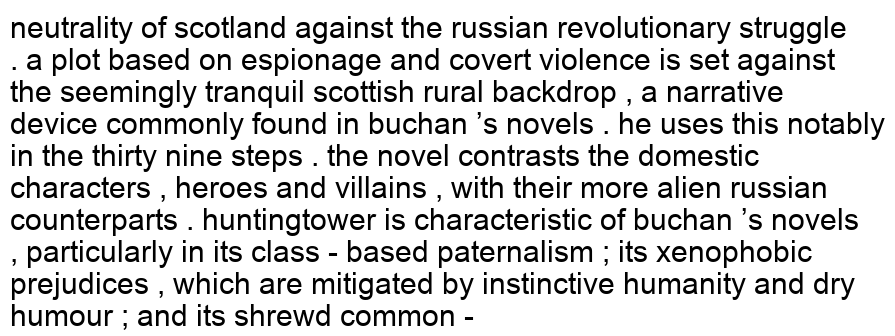 neutrality of scotland against the russian revolutionary struggle
. a plot based on espionage and covert violence is set against
the seemingly tranquil scottish rural backdrop , a narrative
device commonly found in buchan ’s novels . he uses this notably
in the thirty nine steps . the novel contrasts the domestic
characters , heroes and villains , with their more alien russian
counterparts . huntingtower is characteristic of buchan ’s novels
, particularly in its class - based paternalism ; its xenophobic
prejudices , which are mitigated by instinctive humanity and dry
humour ; and its shrewd common -